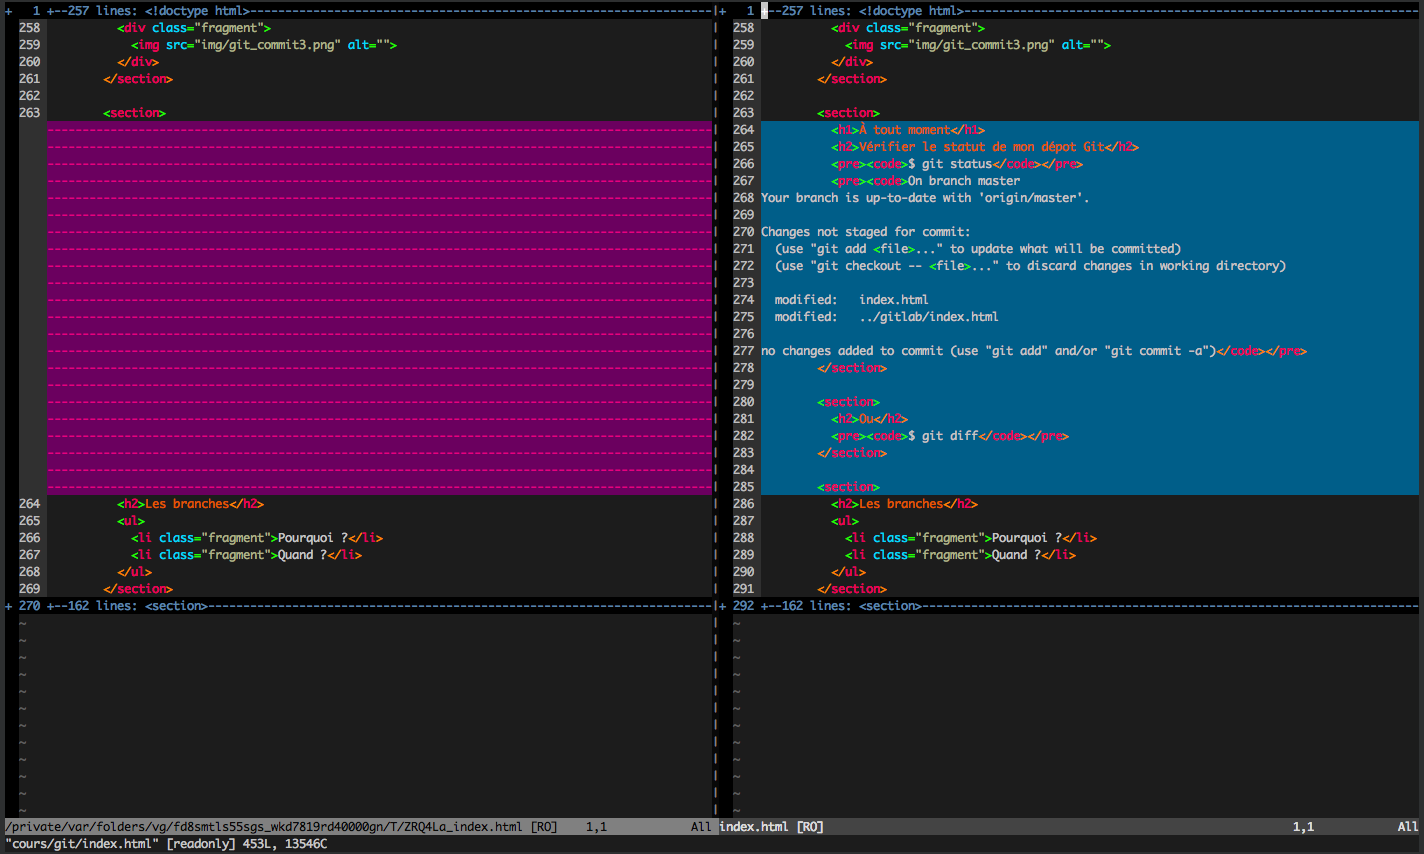 + 1 +--257 lines: <!doctype html>
258 <div class="fragment">
259 <img src="img/git_commit3.png" alt="">
260 </div>
261 </section>
262
263 <section>
264 <h2>Les branches</h2>
265 <ul>
266 <li class="fragment">Pourquoi ?</li>
267 <li class="fragment">Quand ?</li>
268 </ul>
269 </section>
+ 270 +--162 lines: <section>
~
~
~
~
~
~
~
~
~
~
~
~
/private/var/folders/vg/fd8smtls55sgs_wkd7819rd40000gn/T/ZRQ4La_index.html [RO] 1,1 All
+ 1 +--257 lines: <!doctype html>
258 <div class="fragment">
259 <img src="img/git_commit3.png" alt="">
260 </div>
261 </section>
262
263 <section>
264 <h1>À tout moment</h1>
265 <h2>Vérifier le statut de mon dépot Git</h2>
266 <pre><code>$ git status</code></pre>
267 <pre><code>On branch master
268 Your branch is up-to-date with 'origin/master'.
269
270 Changes not staged for commit:
271 (use "git add <file>..." to update what will be committed)
272 (use "git checkout -- <file>..." to discard changes in working directory)
273
274 modified: index.html
275 modified: ../gitlab/index.html
276
277 no changes added to commit (use "git add" and/or "git commit -a")</code></pre>
278 </section>
279
280 <section>
281 <h2>Ou</h2>
282 <pre><code>$ git diff</code></pre>
283 </section>
284
285 <section>
286 <h2>Les branches</h2>
287 <ul>
288 <li class="fragment">Pourquoi ?</li>
289 <li class="fragment">Quand ?</li>
290 </ul>
291 </section>
+ 292 +--162 lines: <section>
~
~
~
~
~
~
~
~
~
~
~
~
index.html [RO] 1,1 All
"cours/git/index.html" [readonly] 453L, 13546C